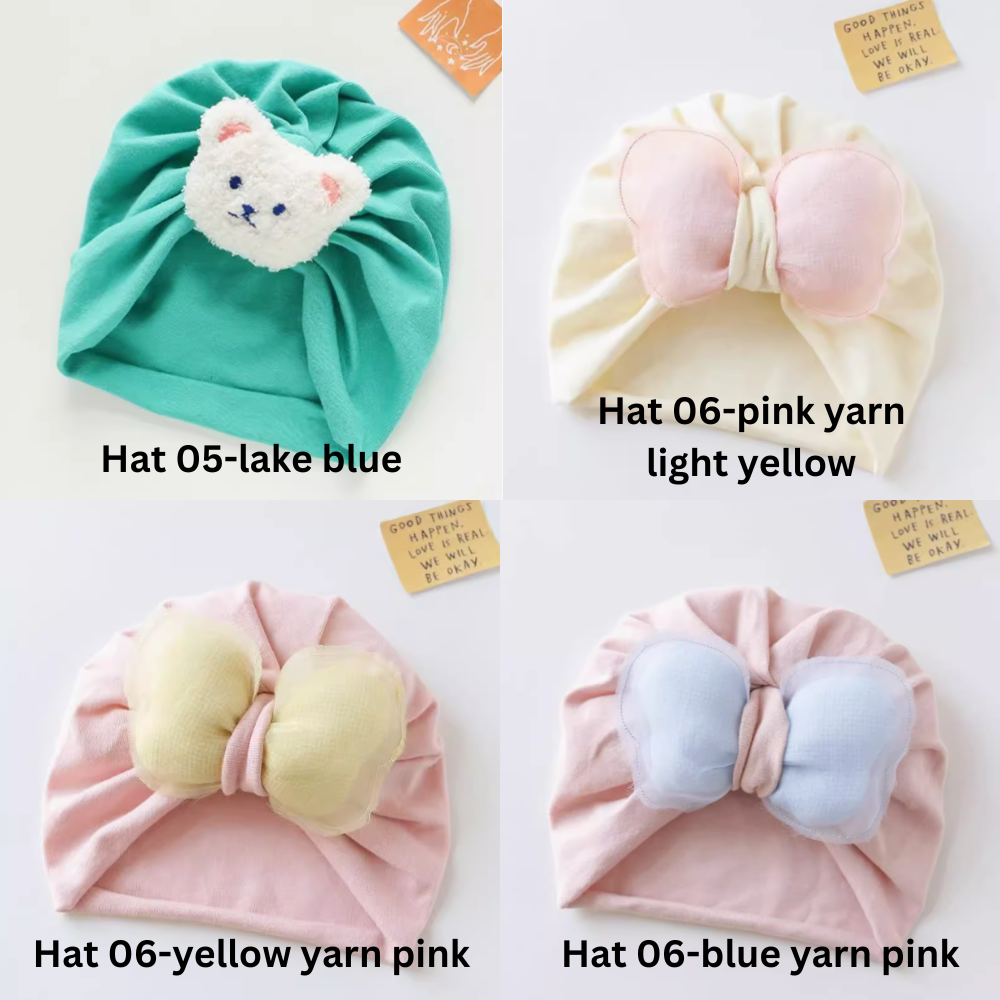 GOOD THINGS
HAPPEN.
LOVE IS REAL.
WE WILL
BE OKAY.
Hat 05-lake blue
Hat 06-pink yarn
light yellow
GOOD THINGS
HAPPEN.
LOVE IS REAL.
WE WILL
BE OKAY.
HAPPEN.
LOVE IS REAL.
WE WILL
BE OKAY.
Hat 06-yellow yarn pink
Hat 06-blue yarn pink